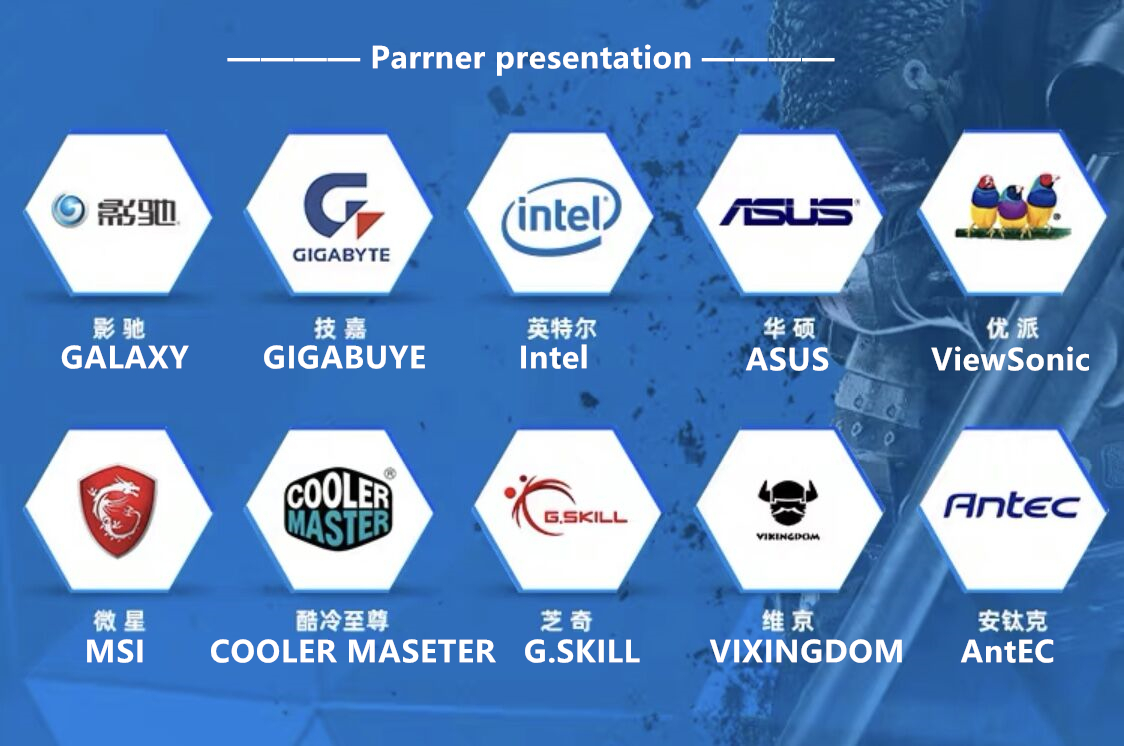 Parrner presentation
影驰
GIGABYTE
intel
ASUS
影驰
技嘉
英特尔
华硕
优派
GALAXY
GIGABUYE
Intel
ASUS
ViewSonic
COOLER
MASTER
G.SKILL
VIKINGDOM
Antec
微星
酷冷至尊
芝奇
维京
安钛克
MSI
COOLER MASETER
G.SKILL
VIXINGDOM
AntEC